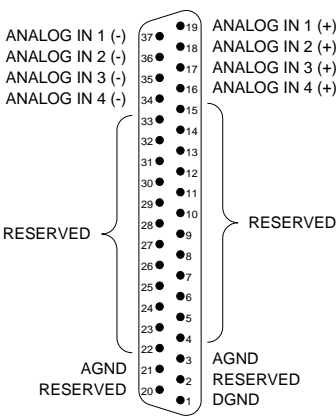 ANALOG IN 1 (-) 37 19 ANALOG IN 1 (+)
ANALOG IN 2 (-) 36 18 ANALOG IN 2 (+)
ANALOG IN 3 (-) 35 17 ANALOG IN 3 (+)
ANALOG IN 4 (-) 34 16 ANALOG IN 4 (+)
33 15
32 14
31 13
30 12
29 11
28 10
RESERVED 27 9 RESERVED
26 8
25 7
24 6
23 5
22 4
AGND 21 3 AGND
RESERVED 20 2 RESERVED
1 DGND